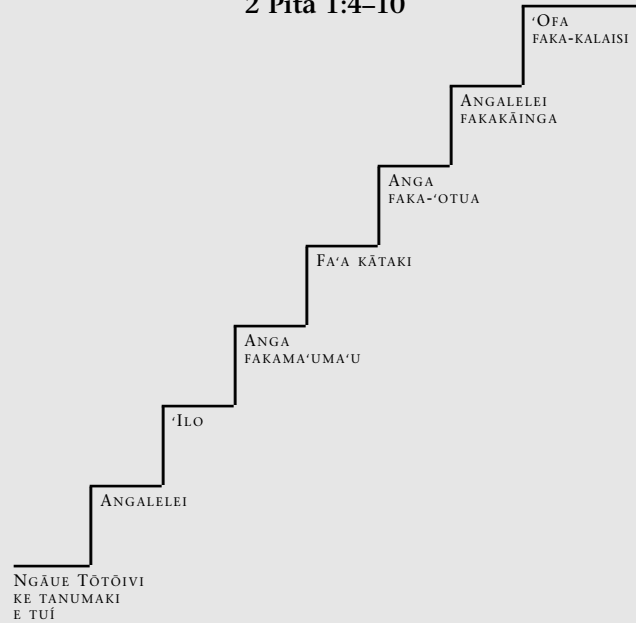 2 Pita 1:4–10
ʻOFA
FAKA-KALAISI
ANGALELEI
FAKAKĀINGA
ANGA
FAKA-ʻOTUA
FAʻA KĀTAKI
ANGA
FAKAMAʻUMAʻU
ʻILO
ANGALELEI
NGĀUE TŌTŌIVI
KE TANUMAKI
E TUÍ